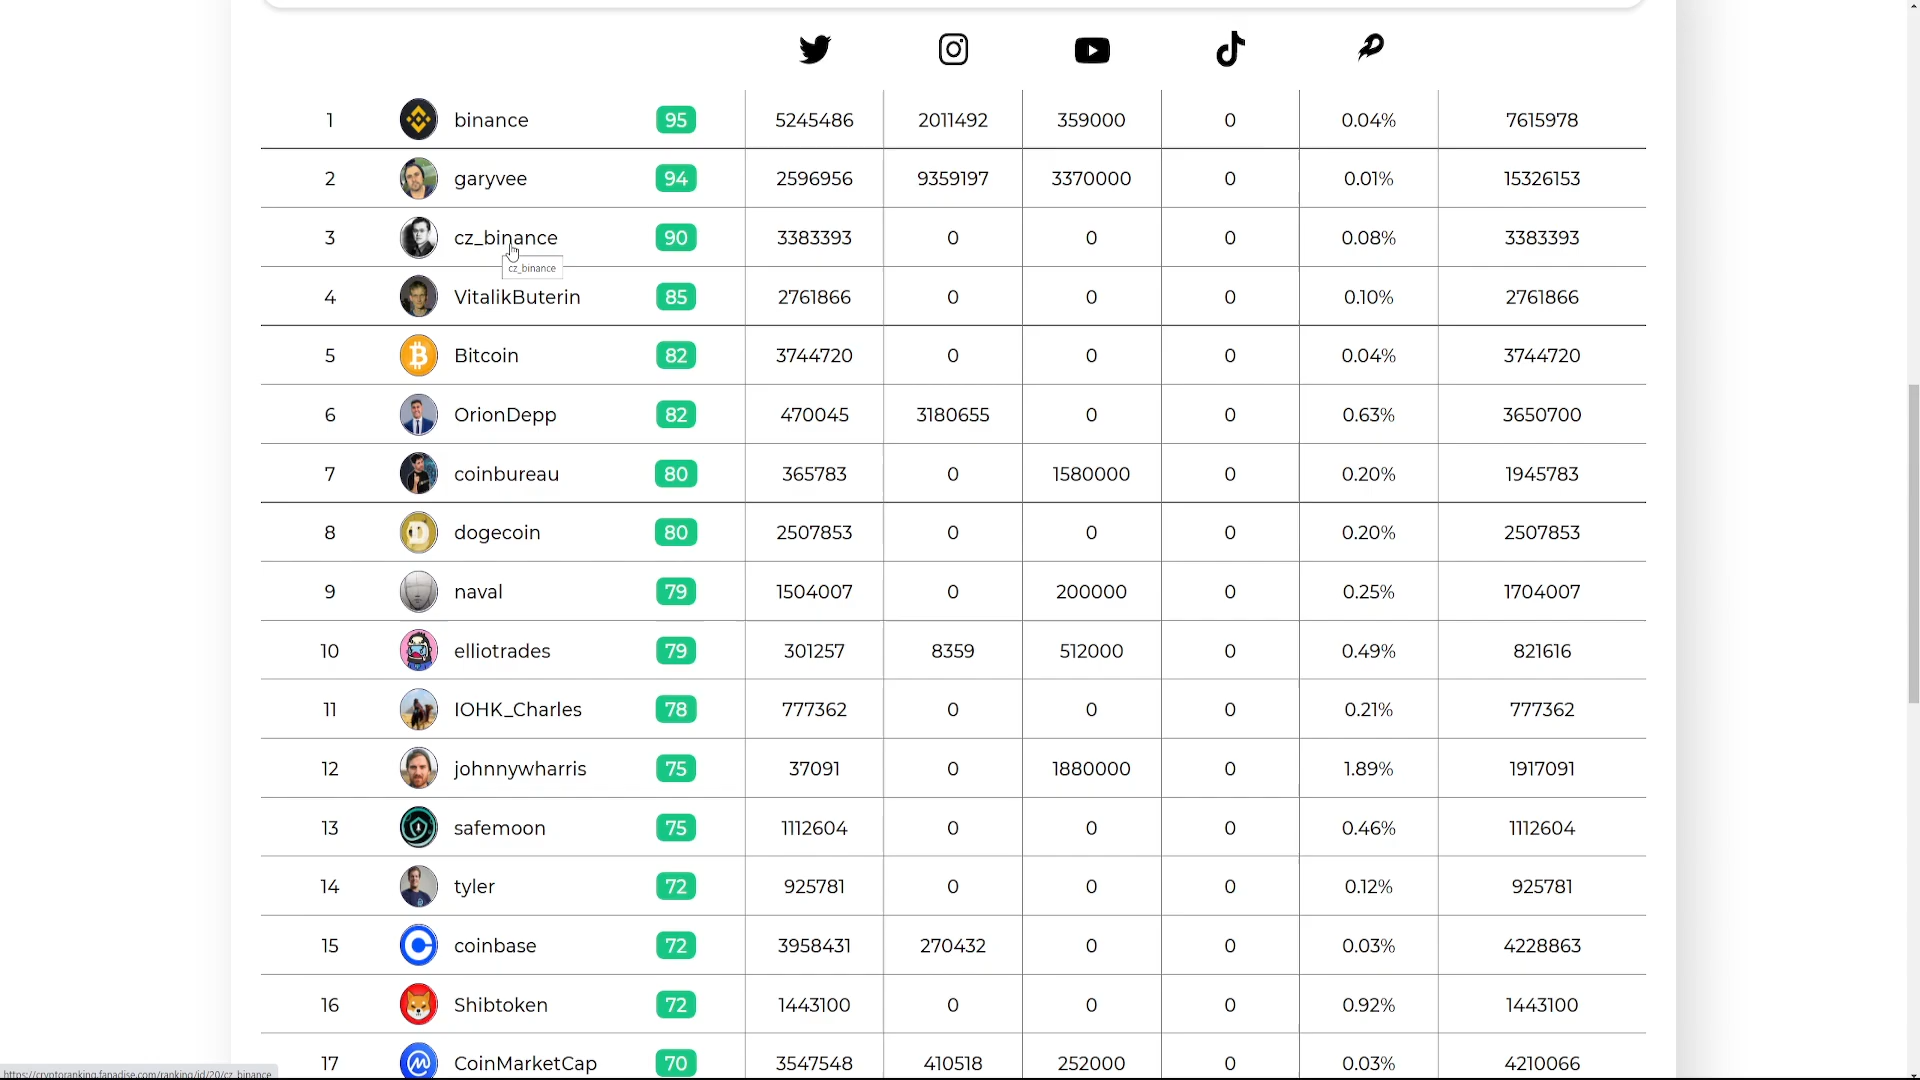 1 binance 95 5245486 2011492 359000 0 0.04% 7615978
2 garyvee 94 2596956 9359197 3370000 0 0.01% 15326153
3 cz_binance 90 3383393 0 0 0 0.08% 3383393
cz_binance
4 VitalikButerin 85 2761866 0 0 0 0.10% 2761866
5 Bitcoin 82 3744720 0 0 0 0.04% 3744720
6 OrionDepp 82 470045 3180655 0 0 0.63% 3650700
7 coinbureau 80 365783 0 1580000 0 0.20% 1945783
8 dogecoin 80 2507853 0 0 0 0.20% 2507853
9 naval 79 1504007 0 200000 0 0.25% 1704007
10 elliotrades 79 301257 8359 512000 0 0.49% 821616
11 IOHK_Charles 78 777362 0 0 0 0.21% 777362
12 johnnywharris 75 37091 0 1880000 0 1.89% 1917091
13 safemoon 75 1112604 0 0 0 0.46% 1112604
14 tyler 72 925781 0 0 0 0.12% 925781
15 coinbase 72 3958431 270432 0 0 0.03% 4228863
16 Shibtoken 72 1443100 0 0 0 0.92% 1443100
17 CoinMarketCap 70 3547548 410518 252000 0 0.03% 4210066
https://cryptoranking.fanadise.com/ranking/id/20/cz_binance